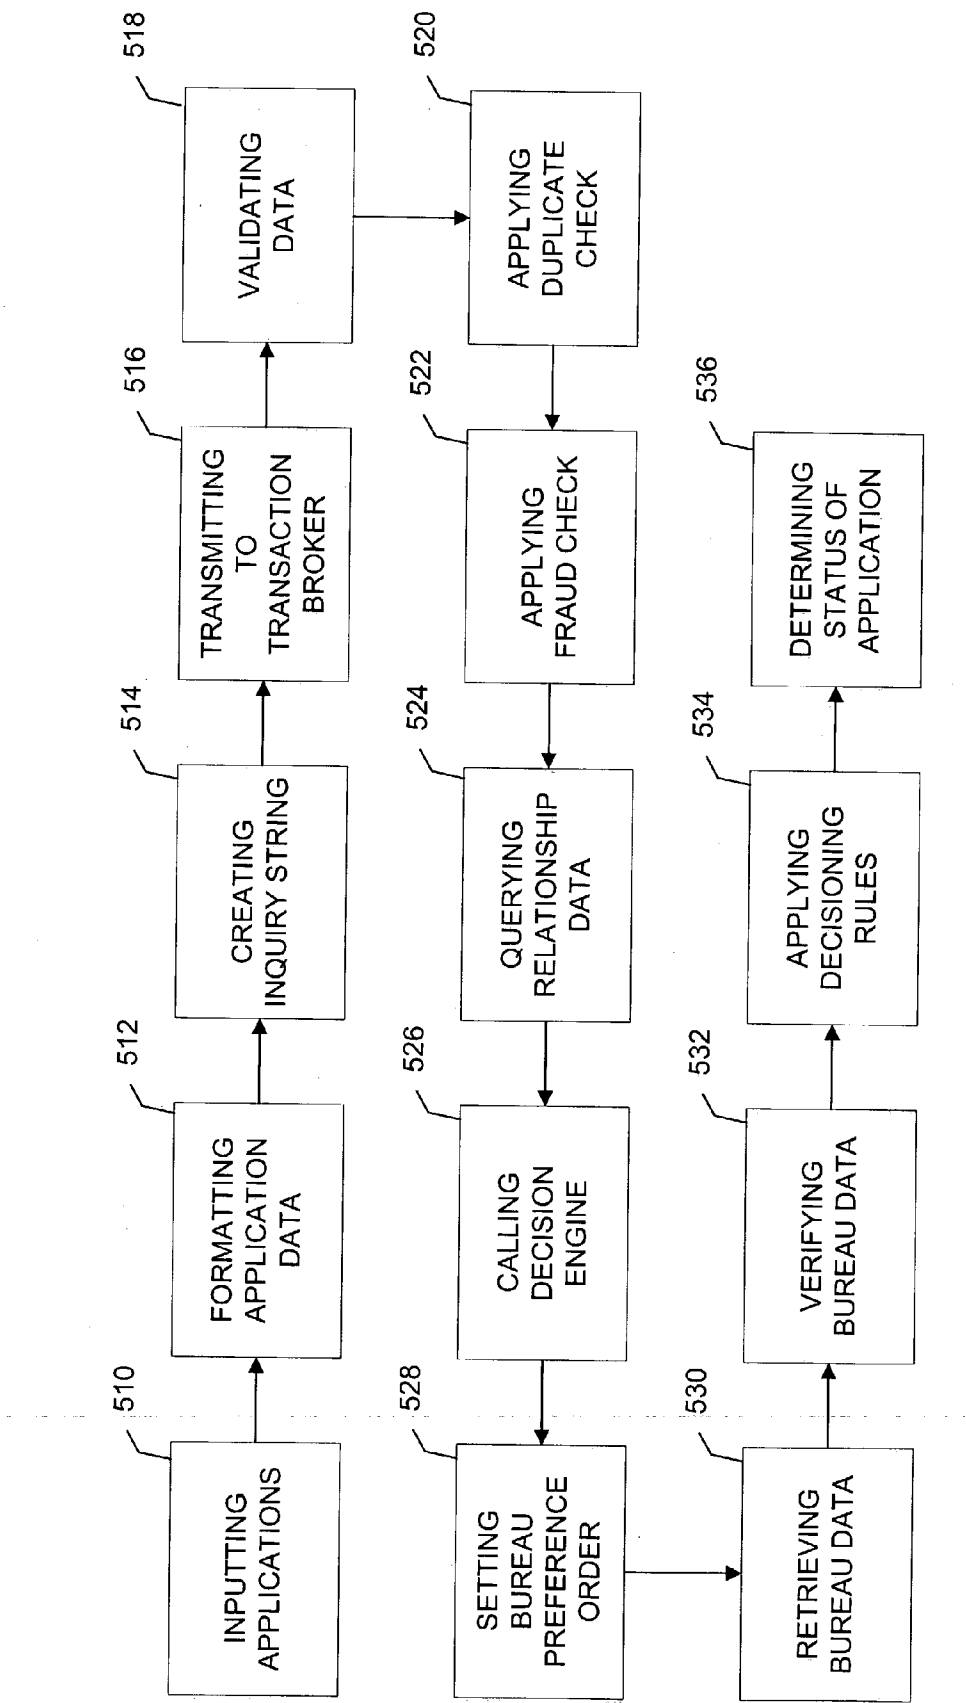 510
INPUTTING
APPLICATIONS
512
FORMATTING
APPLICATION
DATA
514
CREATING
INQUIRY STRING
516
TRANSMITTING
TO
TRANSACTION
BROKER
518
VALIDATING
DATA
520
APPLYING
DUPLICATE
CHECK
522
APPLYING
FRAUD CHECK
524
QUERYING
RELATIONSHIP
DATA
526
CALLING
DECISION
ENGINE
528
SETTING
BUREAU
PREFERENCE
ORDER
530
RETRIEVING
BUREAU DATA
532
VERIFYING
BUREAU DATA
534
APPLYING
DECISIONING
RULES
536
DETERMINING
STATUS OF
APPLICATION